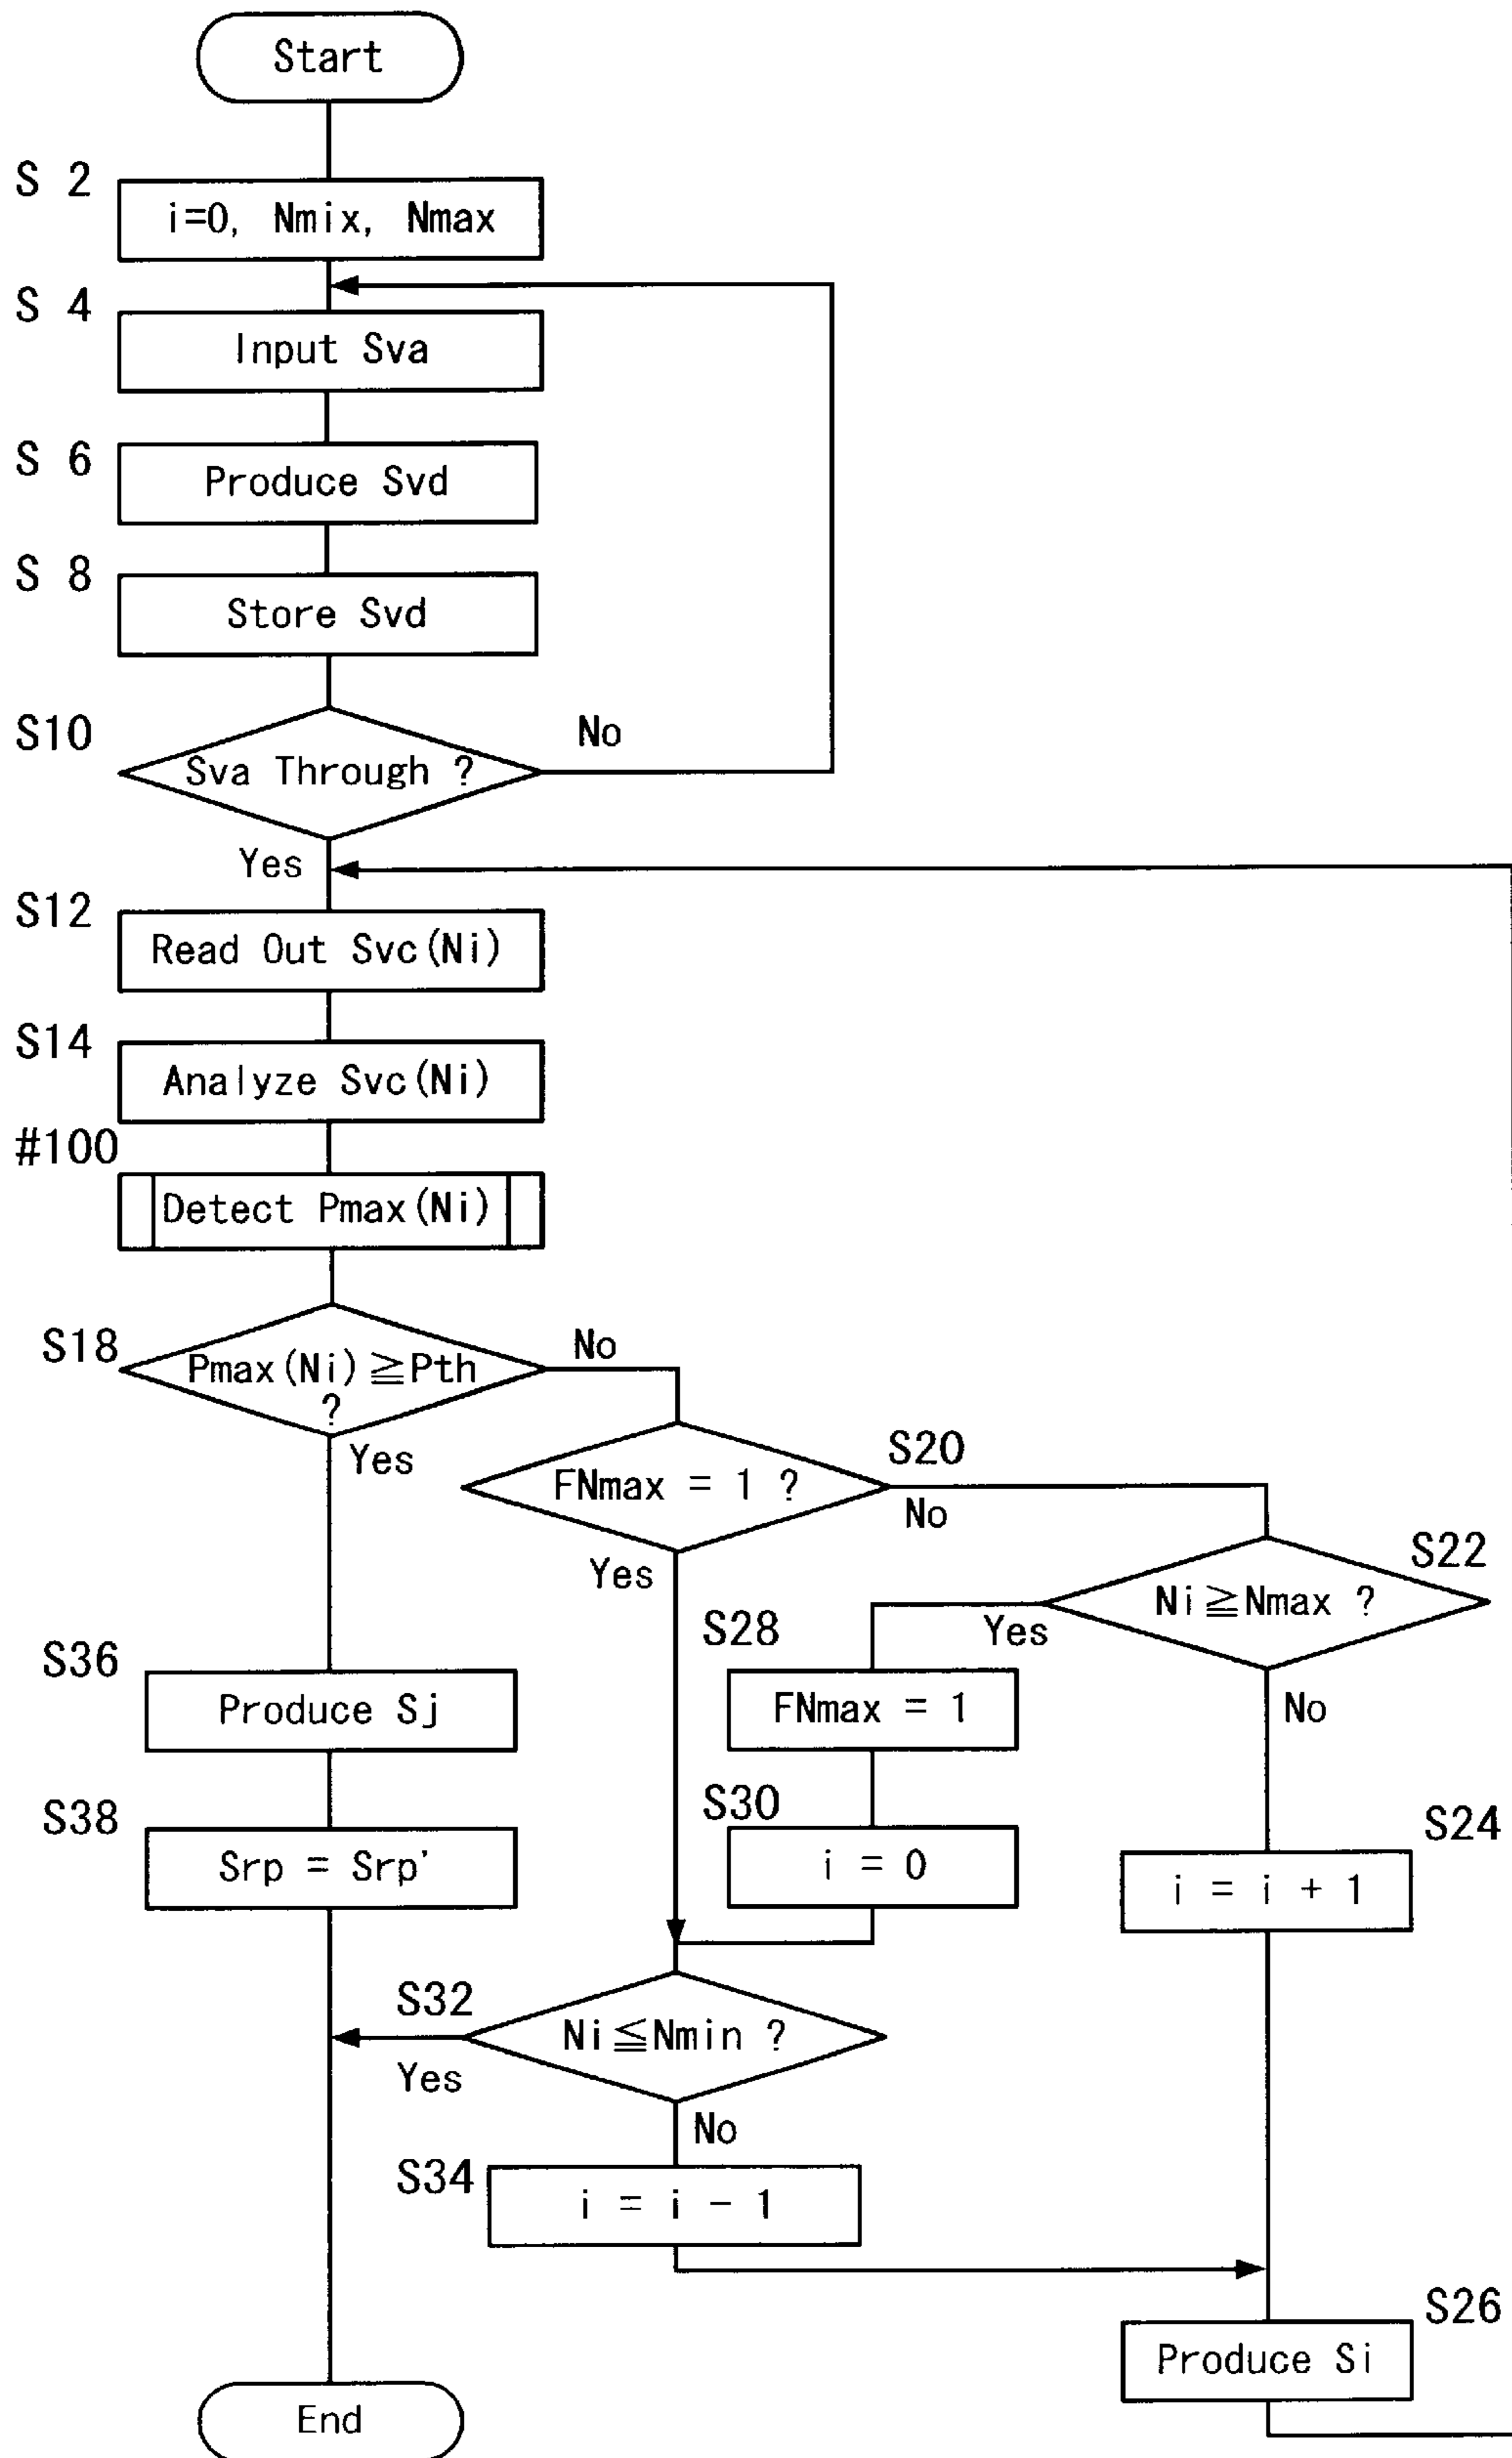 Start
S 2
i=0, Nmix, Nmax
S 4
Input Sva
S 6
Produce Svd
S 8
Store Svd
S10
Sva Through ?
No
Yes
S12
Read Out Svc(Ni)
S14
Analyze Svc(Ni)
#100
Detect Pmax(Ni)
S18
Pmax(Ni)≧Pth
?
No
Yes
S20
FNmax = 1 ?
No
Yes
S22
Ni≧Nmax ?
Yes
No
S28
FNmax = 1
S36
Produce Sj
S30
i = 0
S38
Srp = Srp'
S24
i = i + 1
S32
Ni≦Nmin ?
Yes
No
S34
i = i - 1
S26
Produce Si
End